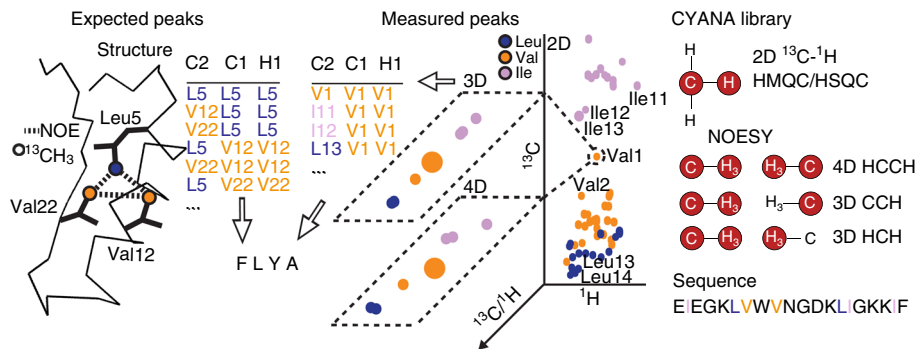 Expected peaks
Structure
Leu5
NOE
13CH3
Val22
Val12
C2 C1 H1
L5 L5 L5
V12 L5 L5
V22 L5 L5
L5 V12 V12
V22 V12 V12
L5 V22 V22
...
FLYA
Measured peaks
C2 C1 H1
V1 V1 V1
I11 V1 V1
I12 V1 V1
L13 V1 V1
...
Leu
Val
Ile
2D
3D
4D
13C
1H
13C/1H
Ile11
Ile12
Ile13
Val1
Val2
Leu13
Leu14
CYANA library
H
C H
H
2D 13C-1H
HMQC/HSQC
NOESY
C H3 H3 C 4D HCCH
C H3 H3 C 3D CCH
C H3 H3 C 3D HCH
Sequence
EIEGKLVWVNGDKLIGKKIF